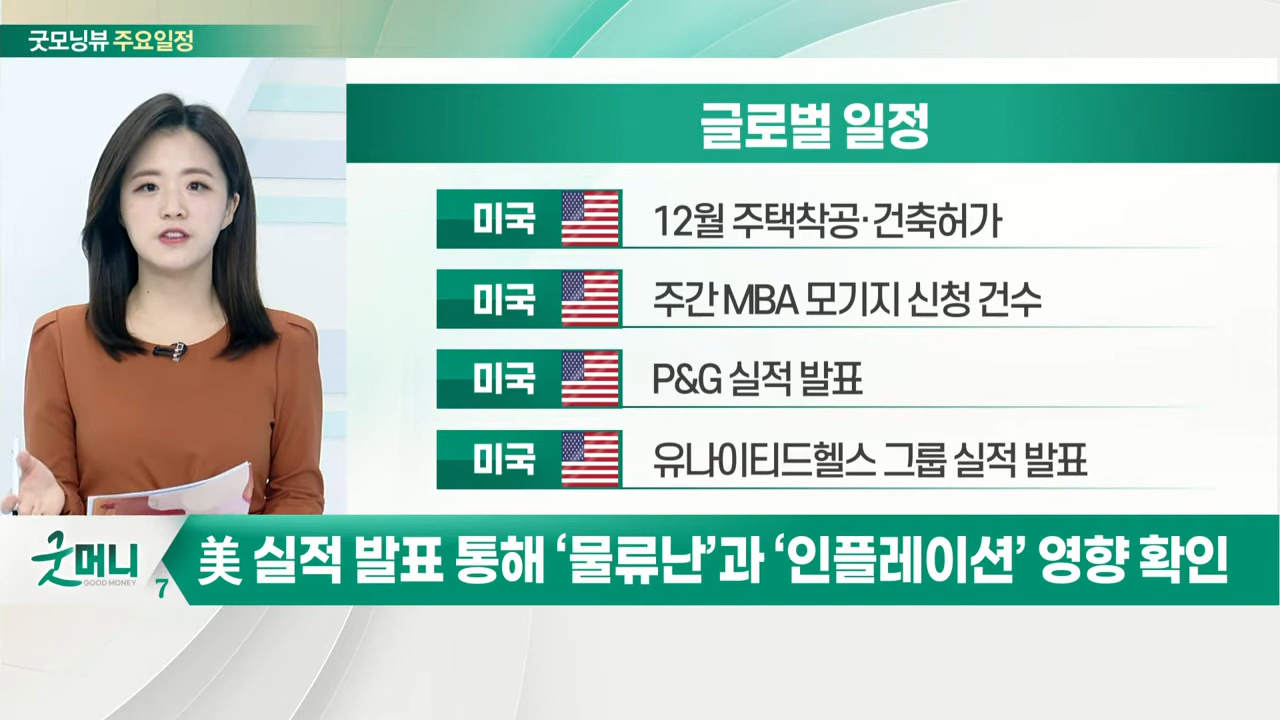 굿모닝뷰 주요일정
글로벌 일정
미국 12월 주택착공·건축허가
미국 주간 MBA 모기지 신청 건수
미국 P&G 실적 발표
미국 유나이티드헬스 그룹 실적 발표
굿머니
GOOD MONEY
7
美 실적 발표 통해 ‘물류난’과 ‘인플레이션’ 영향 확인